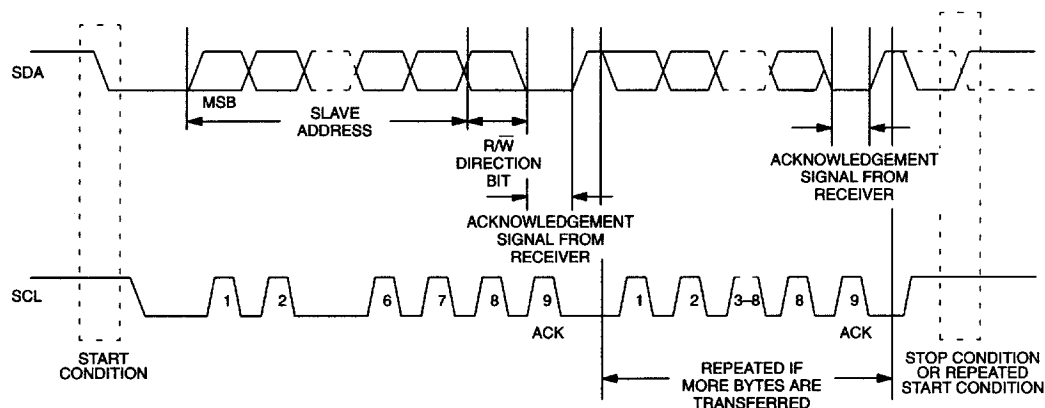 SDA
MSB
SLAVE
ADDRESS
R/W̅
DIRECTION
BIT
ACKNOWLEDGEMENT
SIGNAL FROM
RECEIVER
ACKNOWLEDGEMENT
SIGNAL FROM
RECEIVER
SCL
1 2 6 7 8 9 1 2 3–8 8 9
ACK ACK
START
CONDITION
REPEATED IF
MORE BYTES ARE
TRANSFERRED
STOP CONDITION
OR REPEATED
START CONDITION